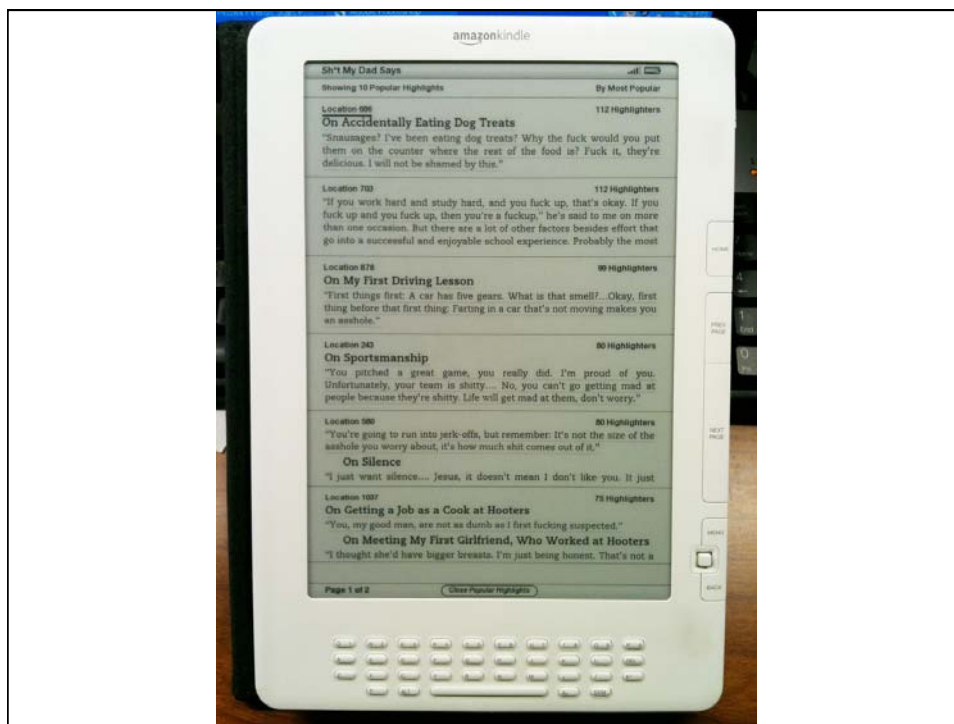 amazonkindle
Sh*t My Dad Says
Showing 10 Popular Highlights By Most Popular
Location 686 112 Highlighters
On Accidentally Eating Dog Treats
"Snausages? I've been eating dog treats? Why the fuck would you put
them on the counter where the rest of the food is? Fuck it, they're
delicious. I will not be shamed by this."
Location 703 112 Highlighters
"If you work hard and study hard, and you fuck up, that's okay. If you
fuck up and you fuck up, then you're a fuckup," he's said to me on more
than one occasion. But there are a lot of other factors besides effort that
go into a successful and enjoyable school experience. Probably the most
Location 878 99 Highlighters
On My First Driving Lesson
"First things first: A car has five gears. What is that smell?...Okay, first
thing before that first thing: Farting in a car that's not moving makes you
an asshole."
Location 243 80 Highlighters
On Sportsmanship
"You pitched a great game, you really did. I'm proud of you.
Unfortunately, your team is shitty.... No, you can't go getting mad at
people because they're shitty. Life will get mad at them, don't worry."
Location 580 80 Highlighters
"You're going to run into jerk-offs, but remember: It's not the size of the
asshole you worry about, it's how much shit comes out of it."
On Silence
"I just want silence.... Jesus, it doesn't mean I don't like you. It just
Location 1097 75 Highlighters
On Getting a Job as a Cook at Hooters
"You, my good man, are not as dumb as I first fucking suspected."
On Meeting My First Girlfriend, Who Worked at Hooters
"I thought she'd have bigger breasts. I'm just being honest. That's not a
Page 1 of 2 Close Popular Highlights
HOME
PREV
PAGE
NEXT
PAGE
MENU
BACK
4
1
End
0